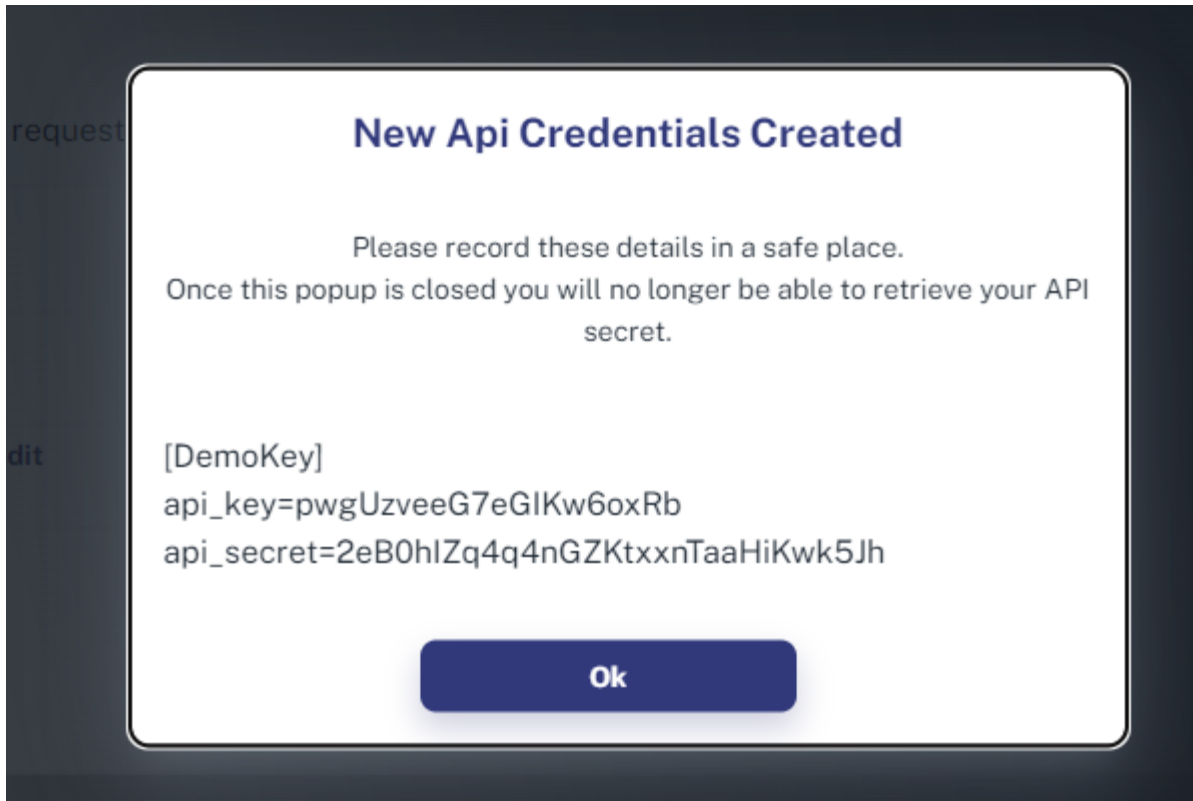 New Api Credentials Created
request
Please record these details in a safe place.
Once this popup is closed you will no longer be able to retrieve your API
secret.
dit
[DemoKey]
api_key=pwgUzveeG7eGIKw6oxRb
api_secret=2eB0hIZq4q4nGZKtxxnTaaHiKwk5Jh
Ok